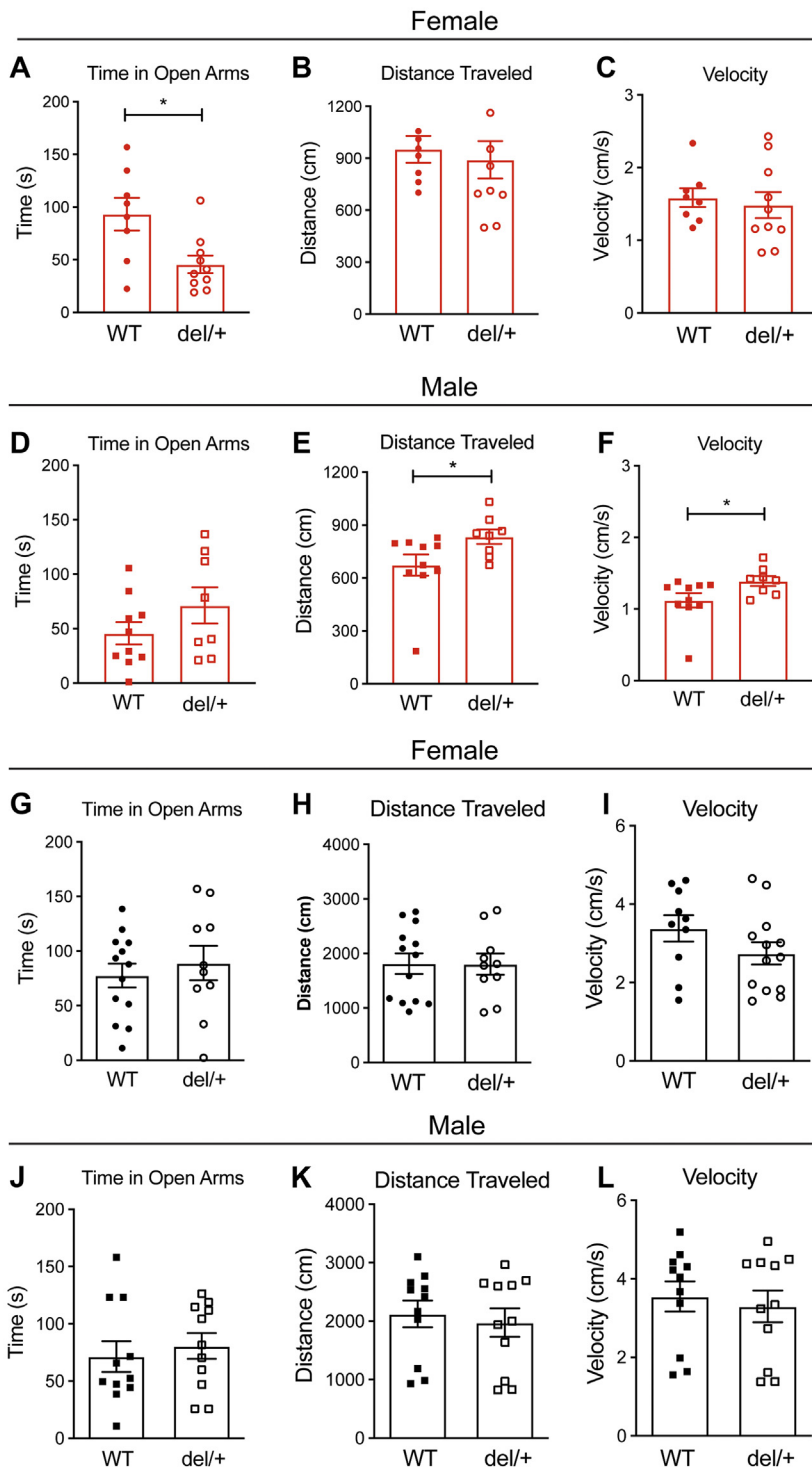 Female
A Time in Open Arms
B Distance Traveled
C Velocity
*
200
150
100
50
0
Time (s)
WT del/+
1200
900
600
300
0
Distance (cm)
WT del/+
3
2
1
0
Velocity (cm/s)
WT del/+
Male
D Time in Open Arms
E Distance Traveled
F Velocity
200
150
100
50
0
Time (s)
WT del/+
*
1200
900
600
300
0
Distance (cm)
WT del/+
*
3
2
1
0
Velocity (cm/s)
WT del/+
Female
G Time in Open Arms
H Distance Traveled
I Velocity
200
150
100
50
0
Time (s)
WT del/+
4000
3000
2000
1000
0
Distance (cm)
WT del/+
6
4
2
0
Velocity (cm/s)
WT del/+
Male
J Time in Open Arms
K Distance Traveled
L Velocity
200
150
100
50
0
Time (s)
WT del/+
4000
3000
2000
1000
0
Distance (cm)
WT del/+
6
4
2
0
Velocity (cm/s)
WT del/+